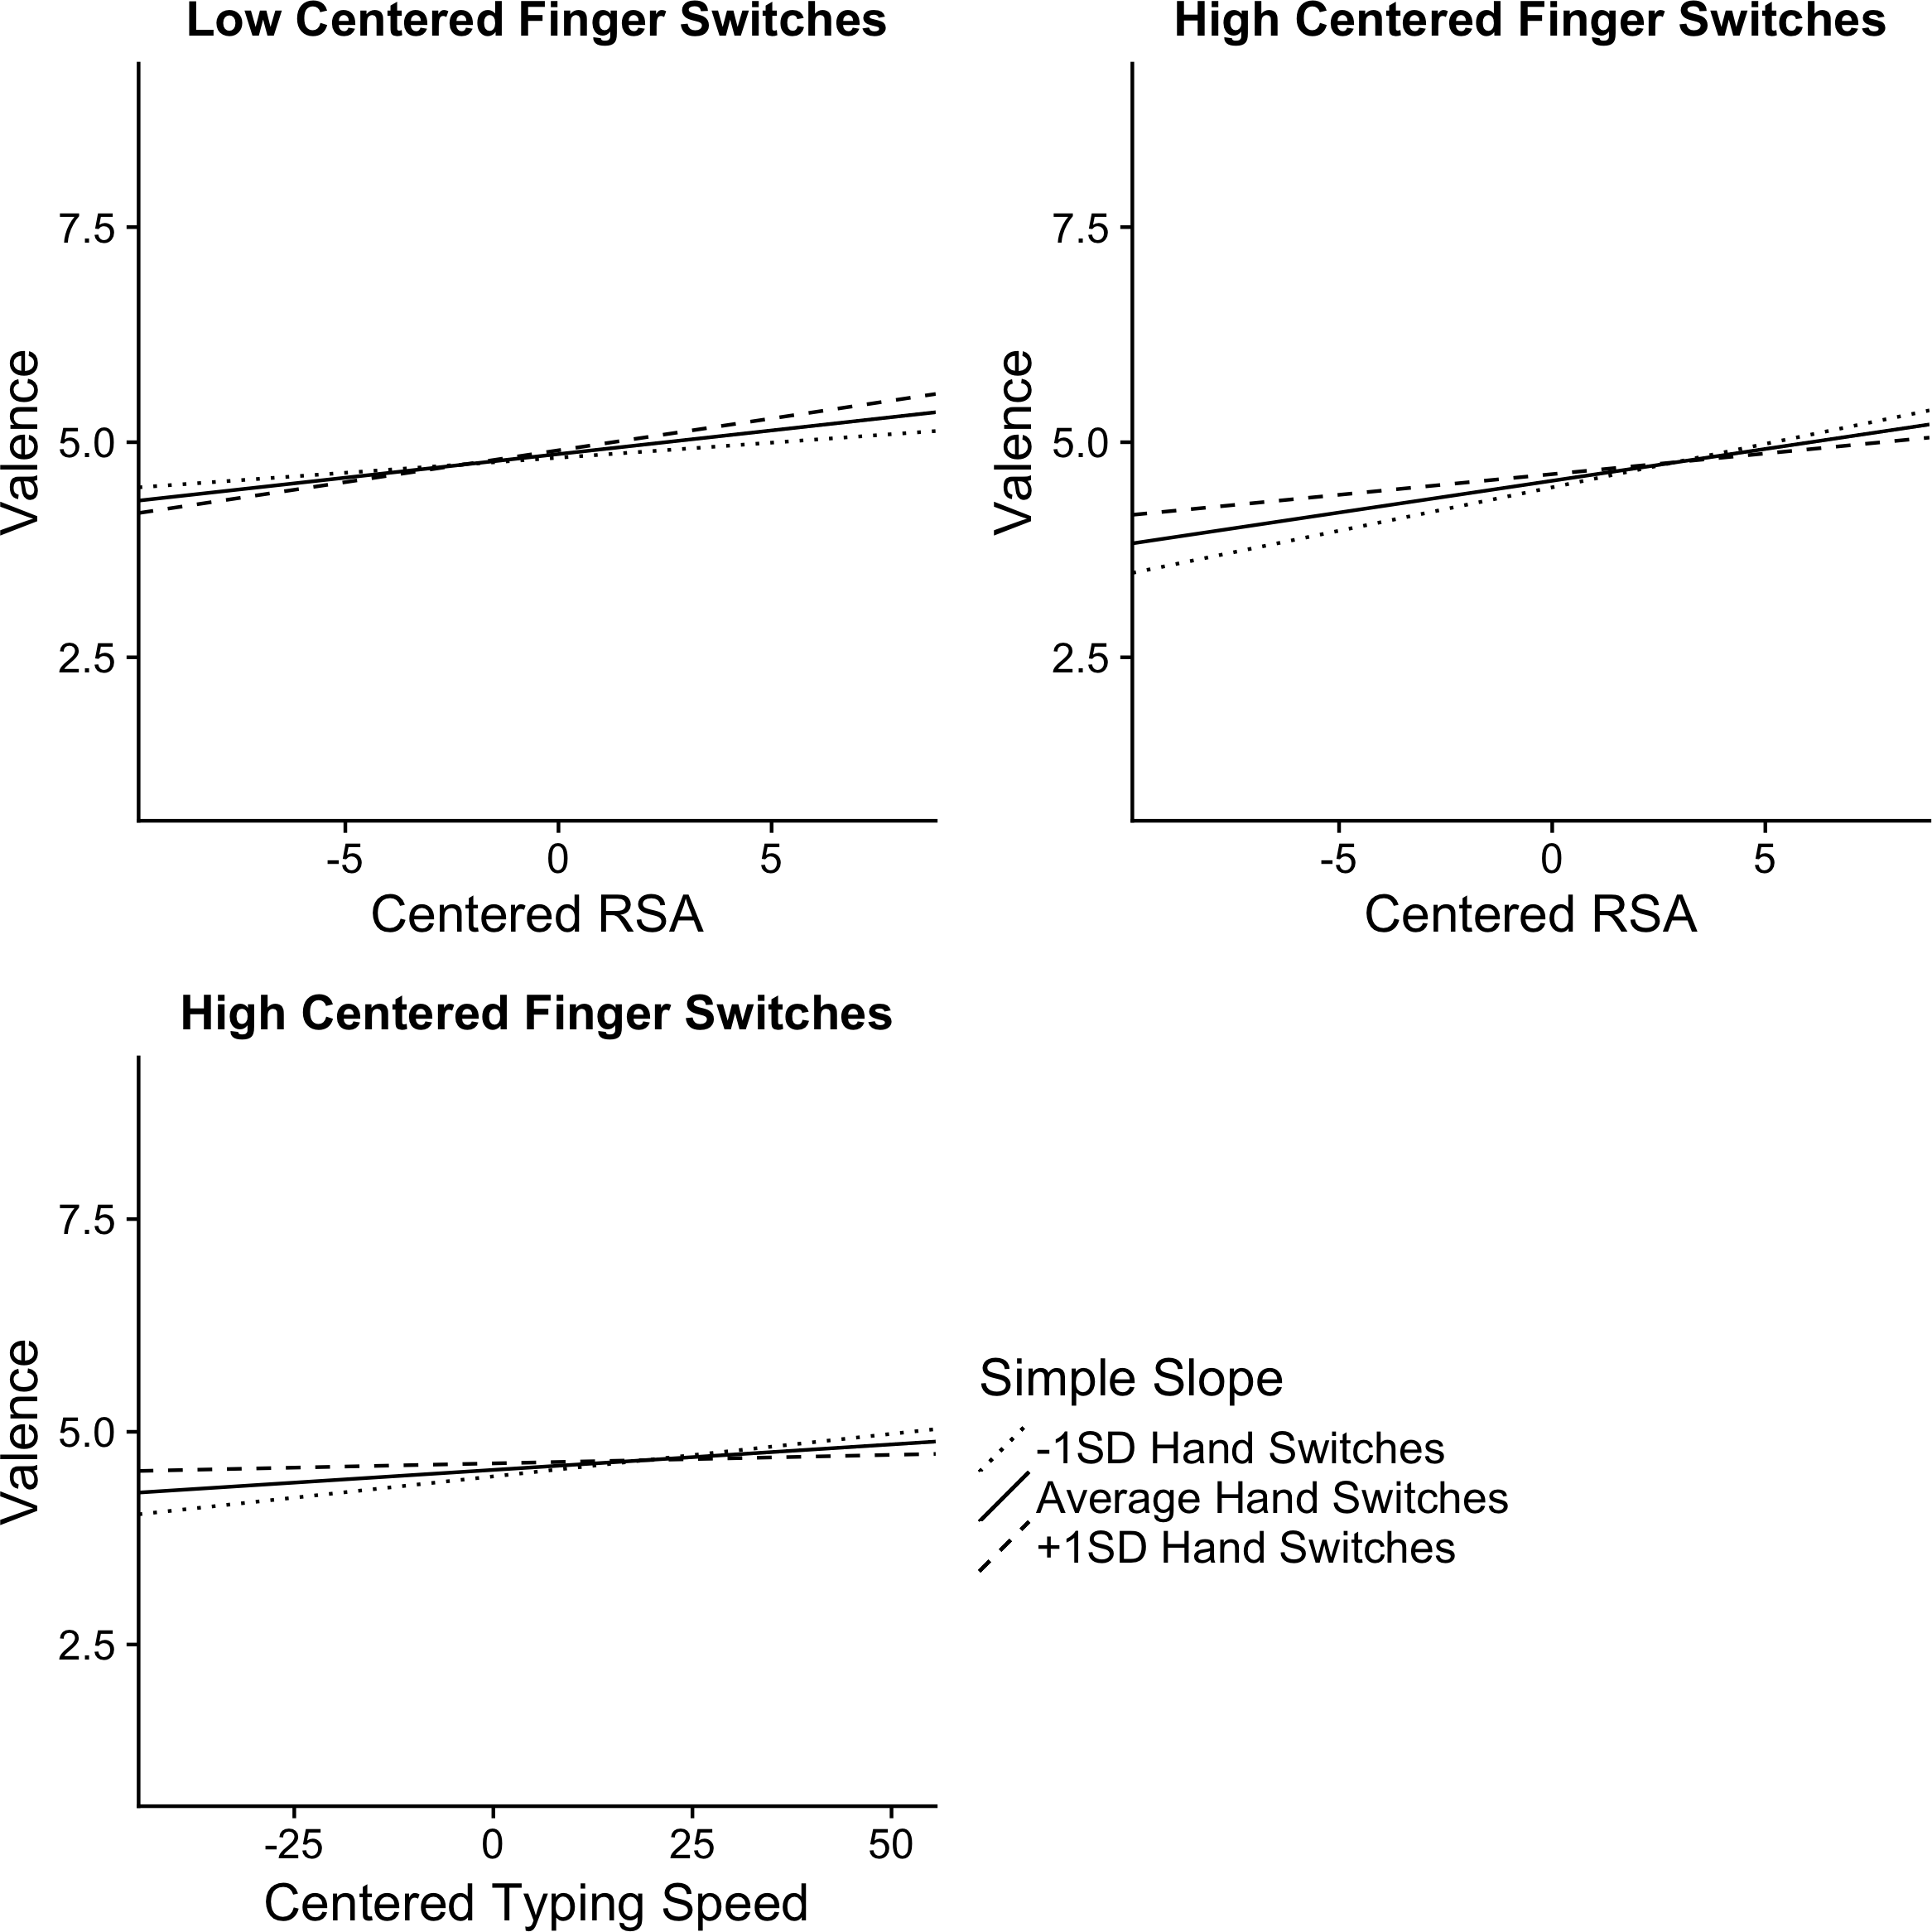 Low Centered Finger Switches
Valence
7.5
5.0
2.5
-5 0 5
Centered RSA
High Centered Finger Switches
Valence
7.5
5.0
2.5
-5 0 5
Centered RSA
High Centered Finger Switches
Valence
7.5
5.0
2.5
-25 0 25 50
Centered Typing Speed
Simple Slope
-1SD Hand Switches
Average Hand Switches
+1SD Hand Switches